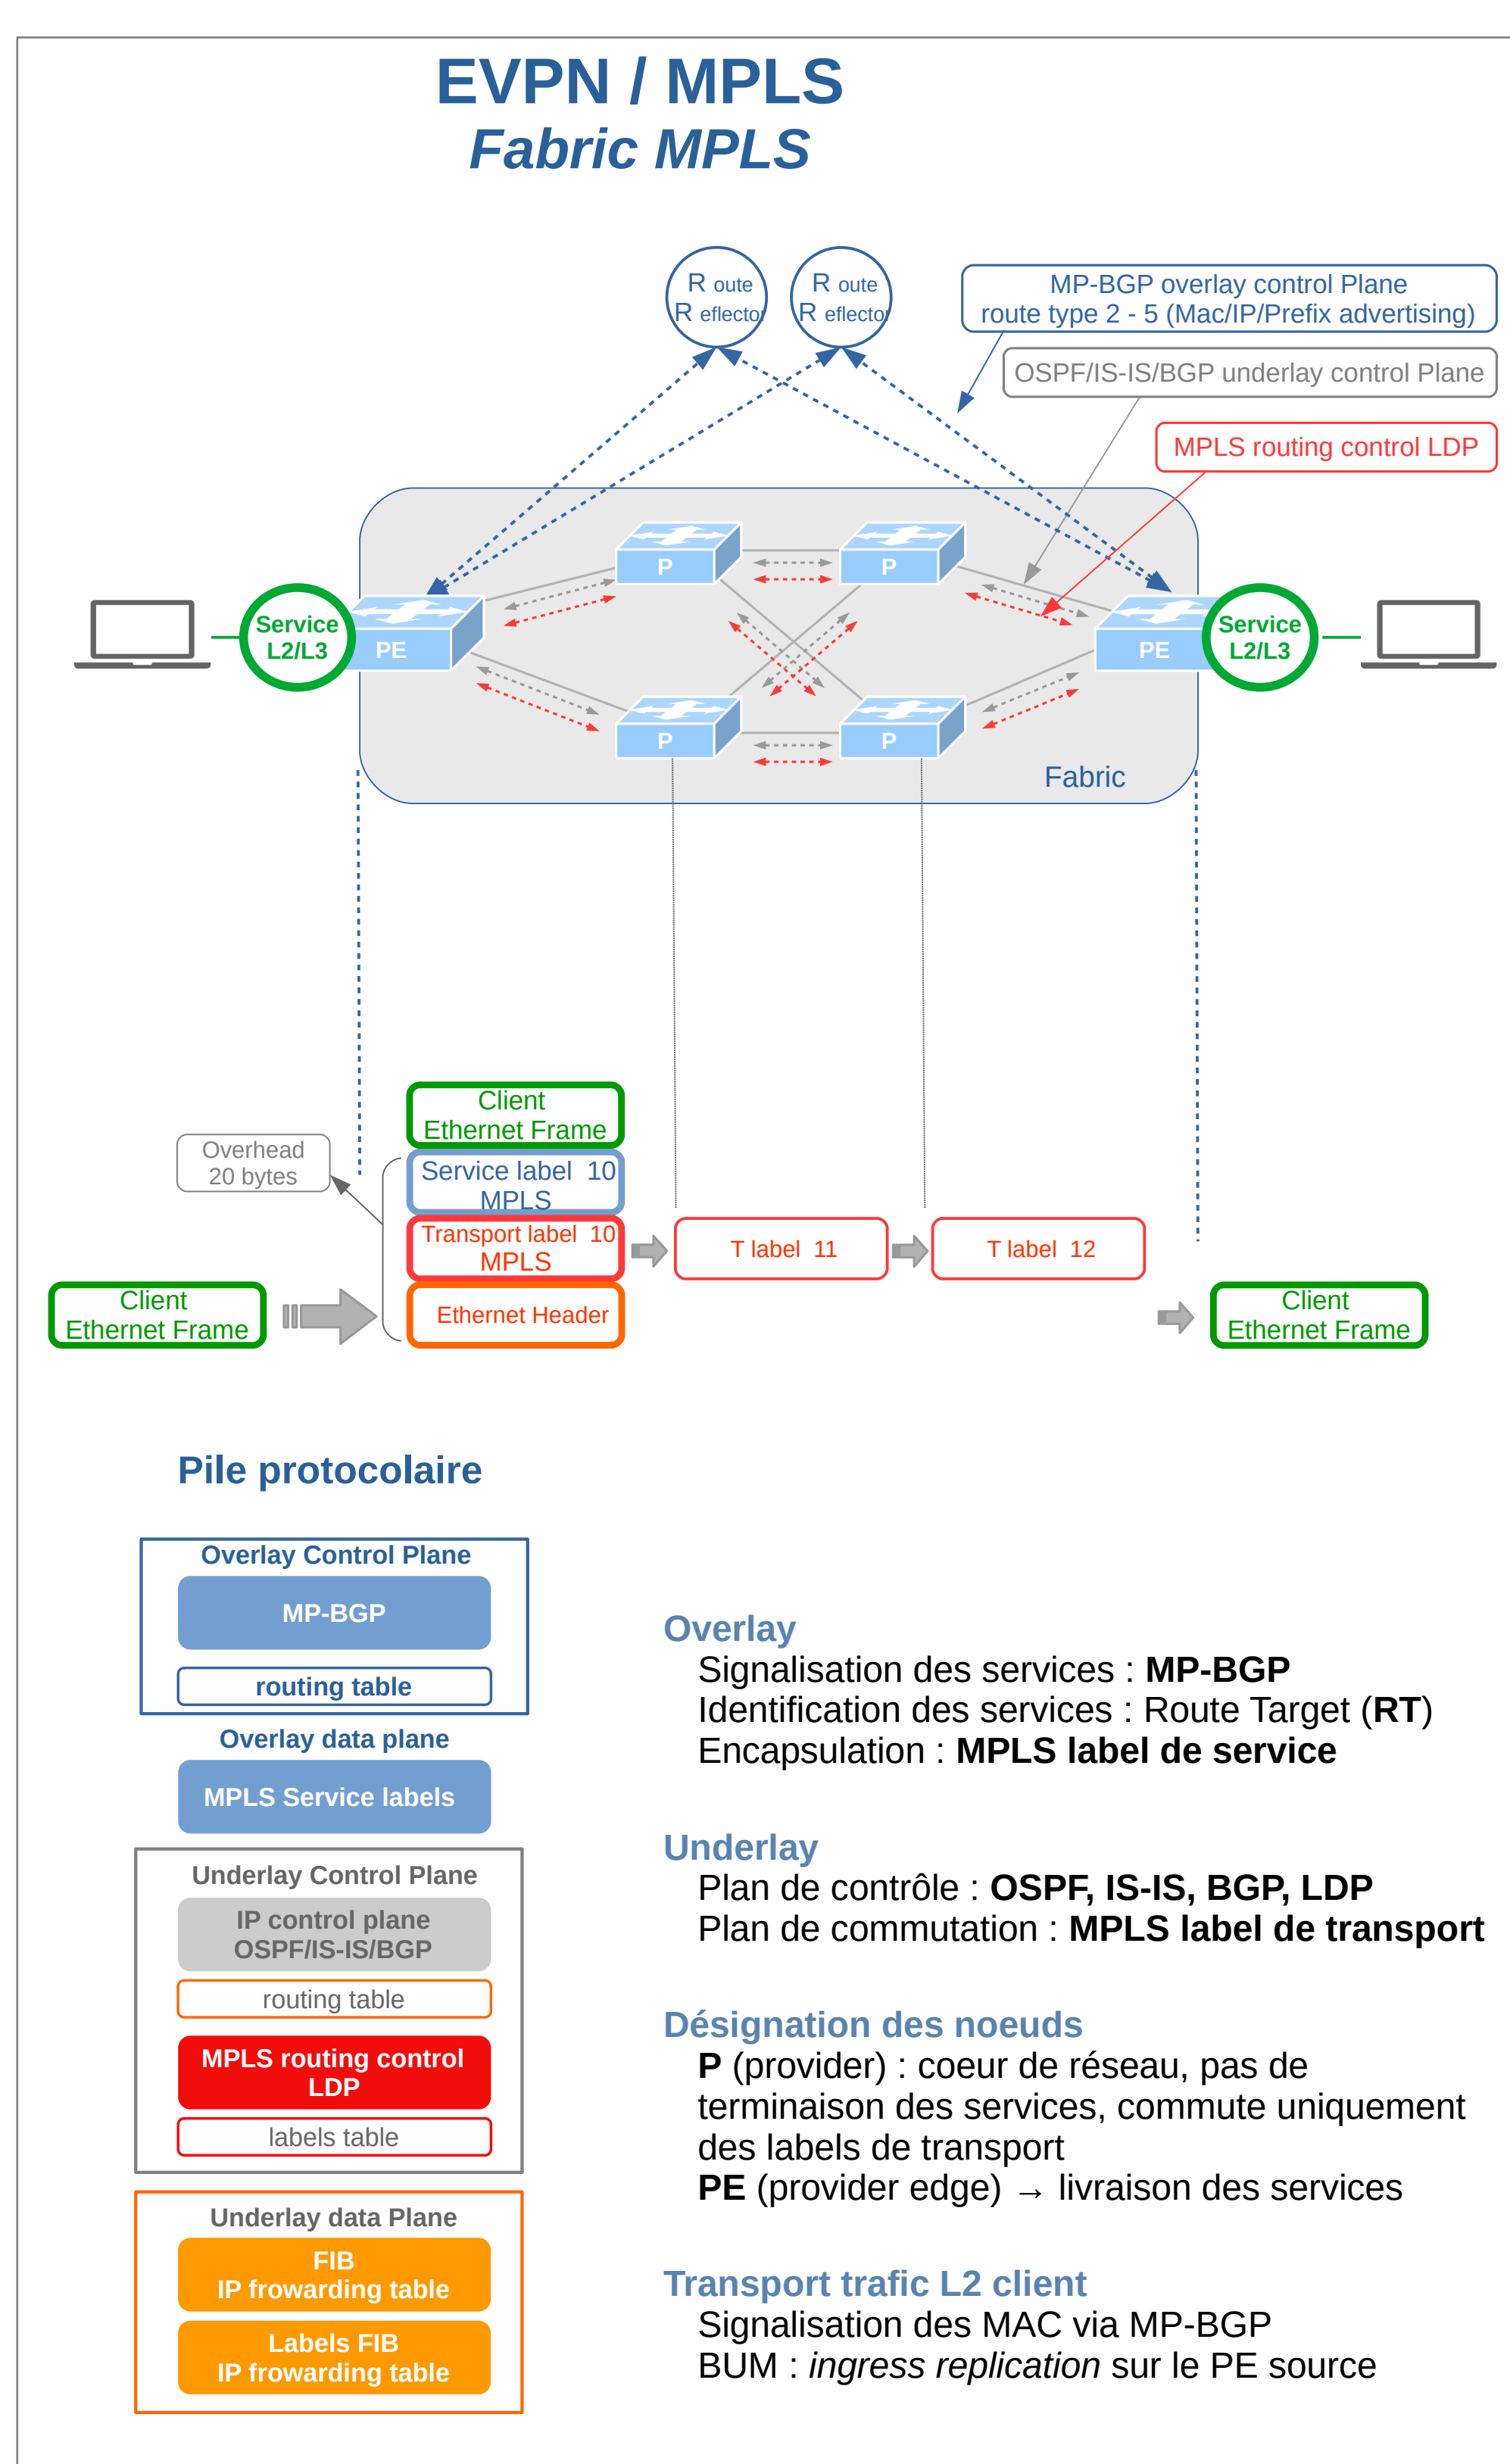 EVPN / MPLS
Fabric MPLS
R oute
R eflector
R oute
R eflector
MP-BGP overlay control Plane
route type 2 - 5 (Mac/IP/Prefix advertising)
OSPF/IS-IS/BGP underlay control Plane
MPLS routing control LDP
P
P
Service
L2/L3
PE
PE
Service
L2/L3
P
P
Fabric
Client
Ethernet Frame
Overhead
20 bytes
Service label 10
MPLS
Transport label 10
MPLS
T label 11
T label 12
Client
Ethernet Frame
Ethernet Header
Client
Ethernet Frame
Pile protocolaire
Overlay Control Plane
MP-BGP
routing table
Overlay data plane
MPLS Service labels
Underlay Control Plane
IP control plane
OSPF/IS-IS/BGP
routing table
MPLS routing control
LDP
labels table
Underlay data Plane
FIB
IP frowarding table
Labels FIB
IP frowarding table
Overlay
Signalisation des services : MP-BGP
Identification des services : Route Target (RT)
Encapsulation : MPLS label de service
Underlay
Plan de contrôle : OSPF, IS-IS, BGP, LDP
Plan de commutation : MPLS label de transport
Désignation des noeuds
P (provider) : coeur de réseau, pas de
terminaison des services, commute uniquement
des labels de transport
PE (provider edge) → livraison des services
Transport trafic L2 client
Signalisation des MAC via MP-BGP
BUM : ingress replication sur le PE source